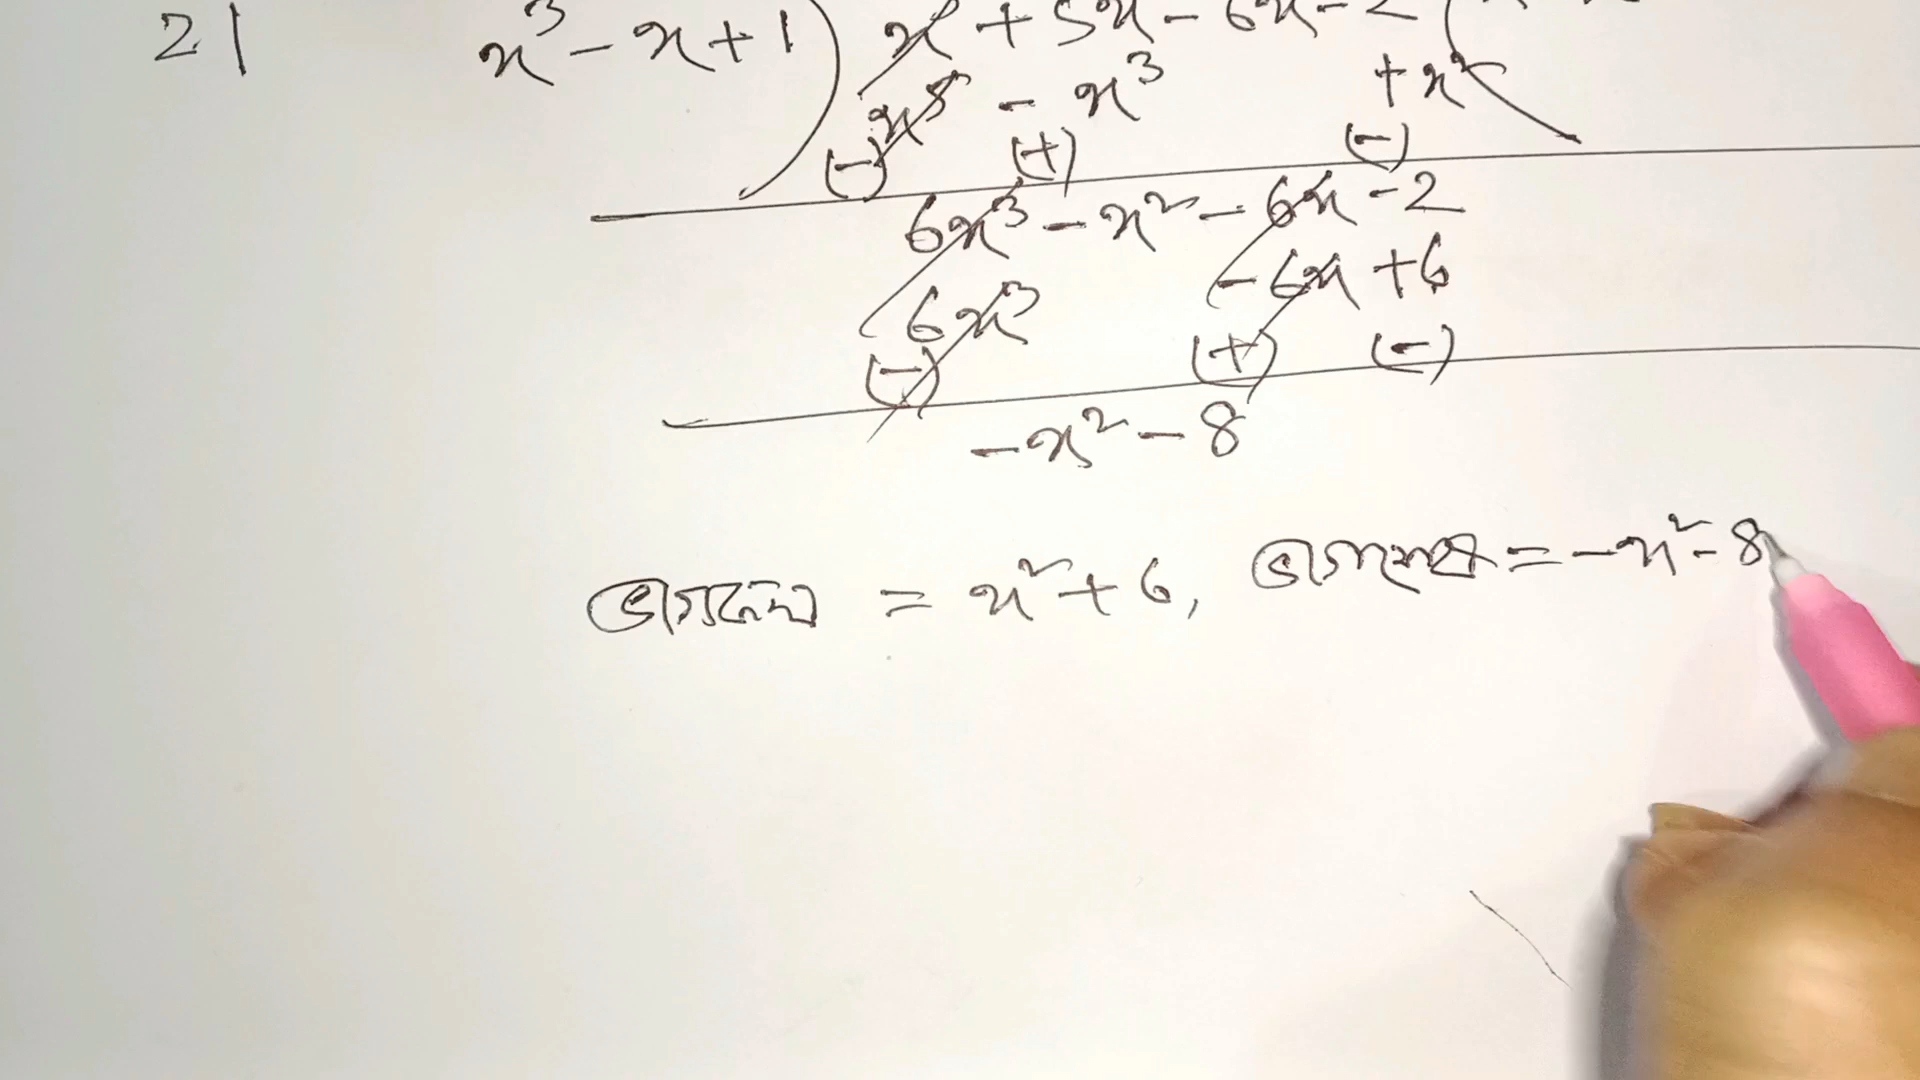 2। x³ - x + 1 ) x⁵ + 5x³ - 6x - 2 (
x⁵ - x³ + x²
(-) (+) (-)
6x³ - x² - 6x - 2
6x³ - 6x + 6
(-) (+) (-)
-x² - 8
ভাগফল = x² + 6, ভাগশেষ = -x² - 8